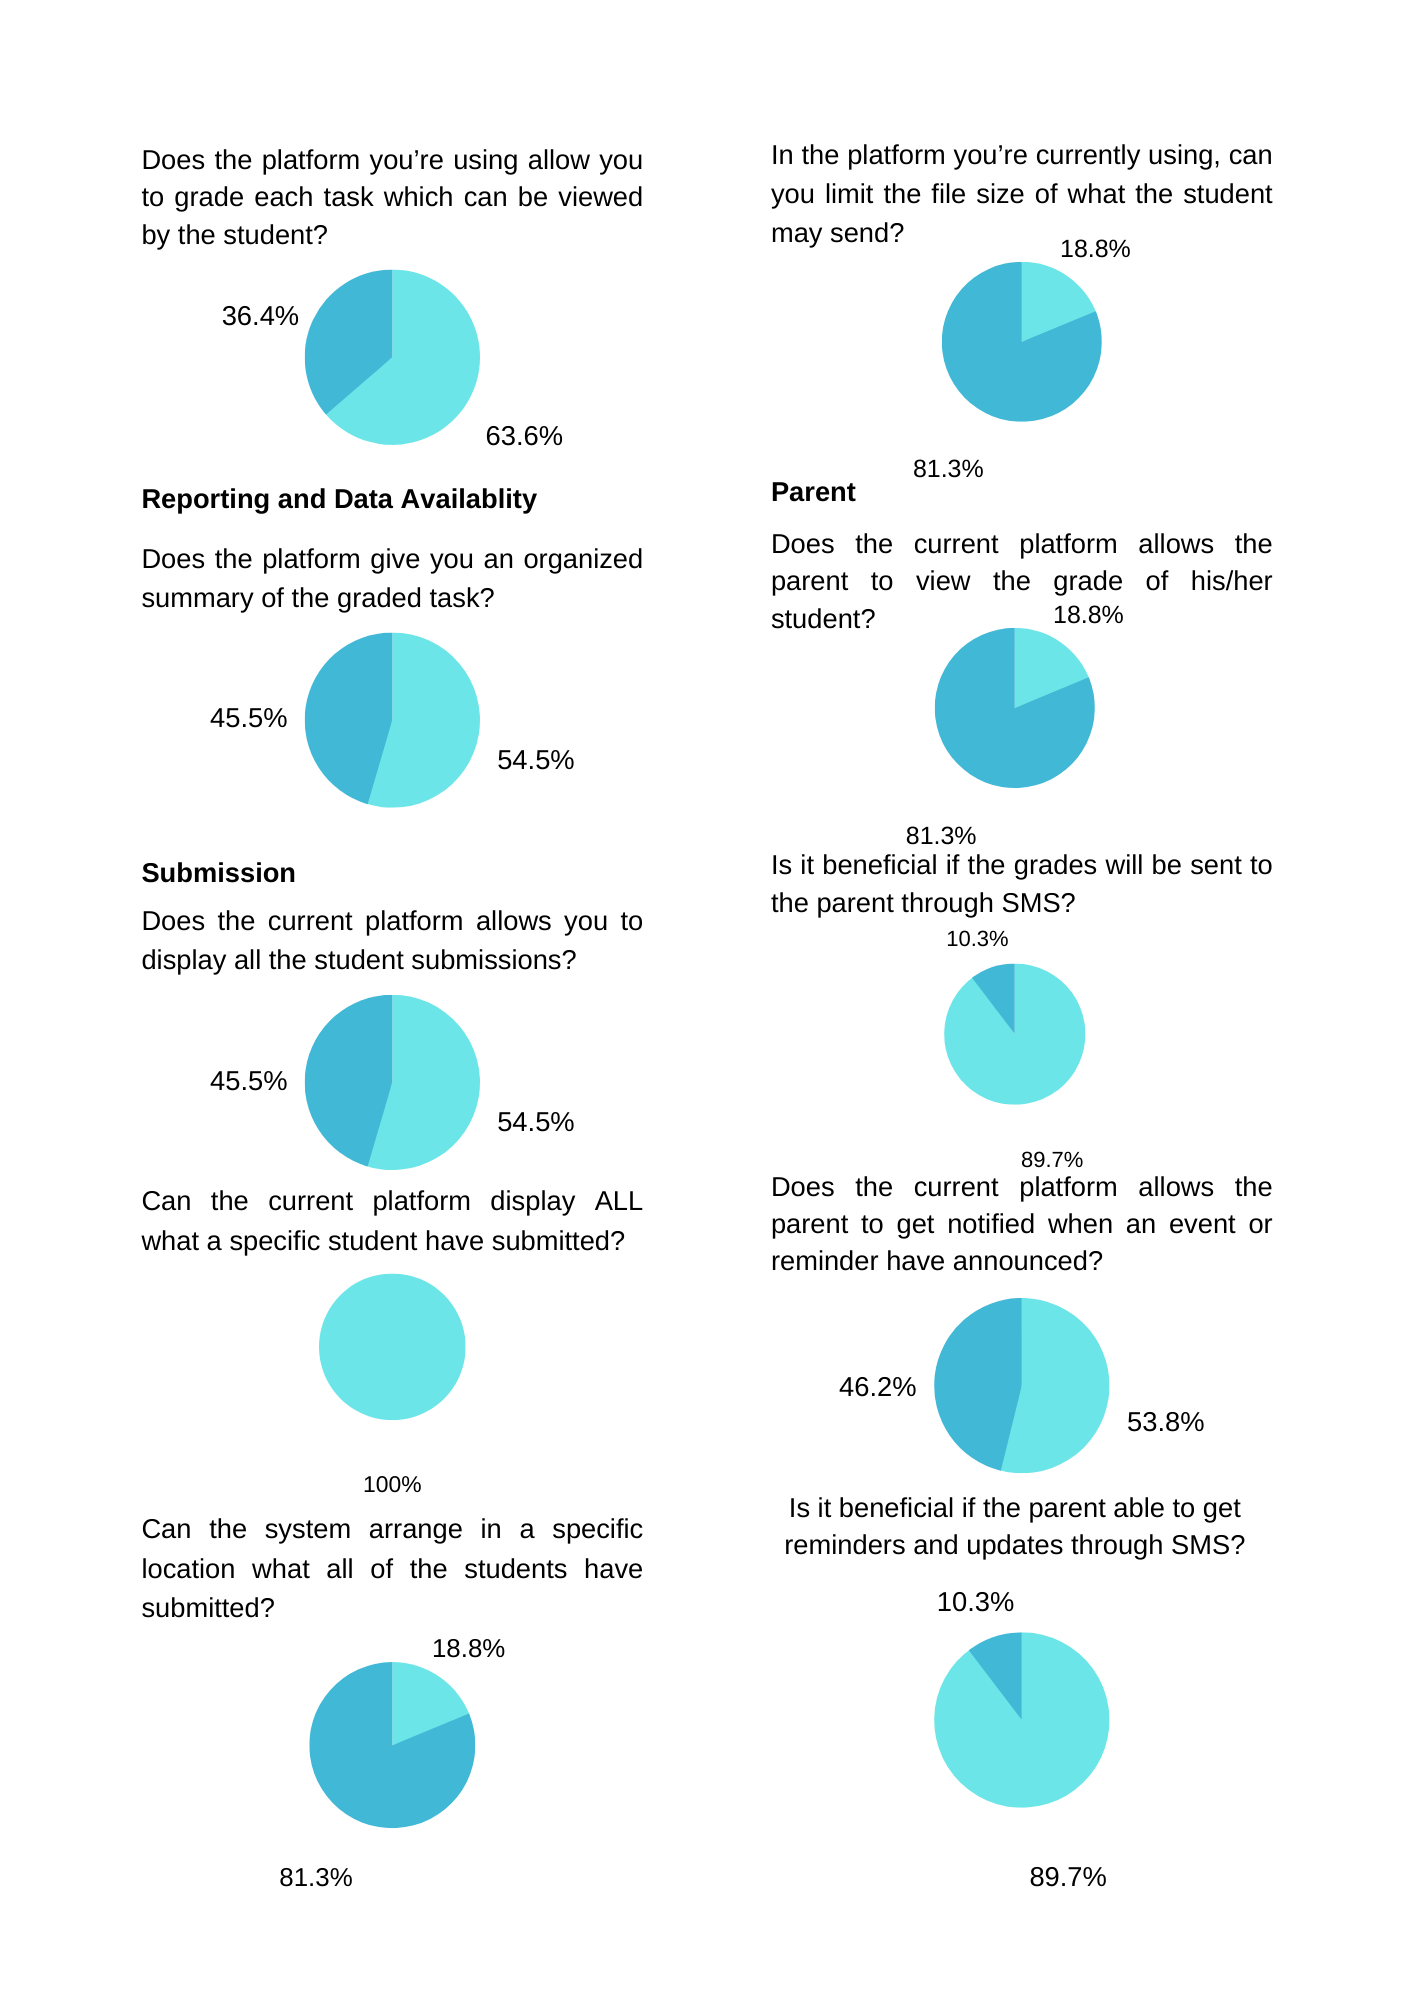 Does the platform you’re using allow you
to grade each task which can be viewed
by the student?
36.4%
63.6%
Reporting and Data Availablity
Does the platform give you an organized
summary of the graded task?
45.5%
54.5%
Submission
Does the current platform allows you to
display all the student submissions?
45.5%
54.5%
Can the current platform display ALL
what a specific student have submitted?
100%
Can the system arrange in a specific
location what all of the students have
submitted?
18.8%
81.3%
In the platform you’re currently using, can
you limit the file size of what the student
may send?
18.8%
81.3%
Parent
Does the current platform allows the
parent to view the grade of his/her
student?
18.8%
81.3%
Is it beneficial if the grades will be sent to
the parent through SMS?
10.3%
89.7%
Does the current platform allows the
parent to get notified when an event or
reminder have announced?
46.2%
53.8%
Is it beneficial if the parent able to get
reminders and updates through SMS?
10.3%
89.7%